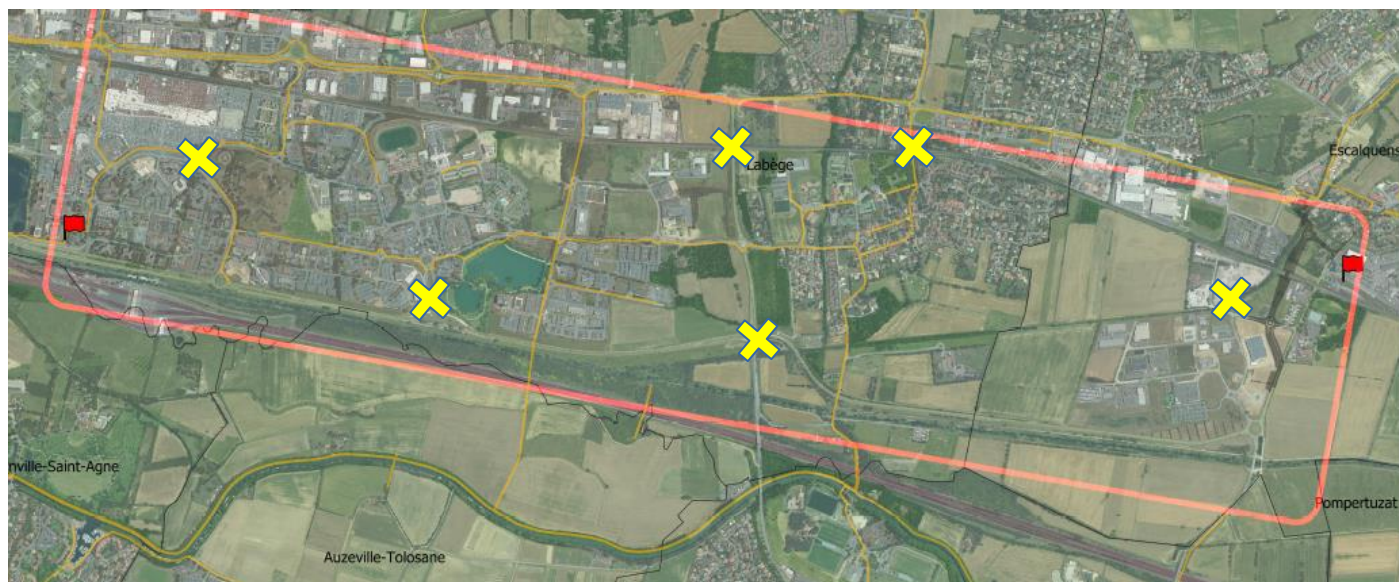 Labège
Escalquens
nville-Saint-Agne
Pompertuzat
Auzeville-Tolosane